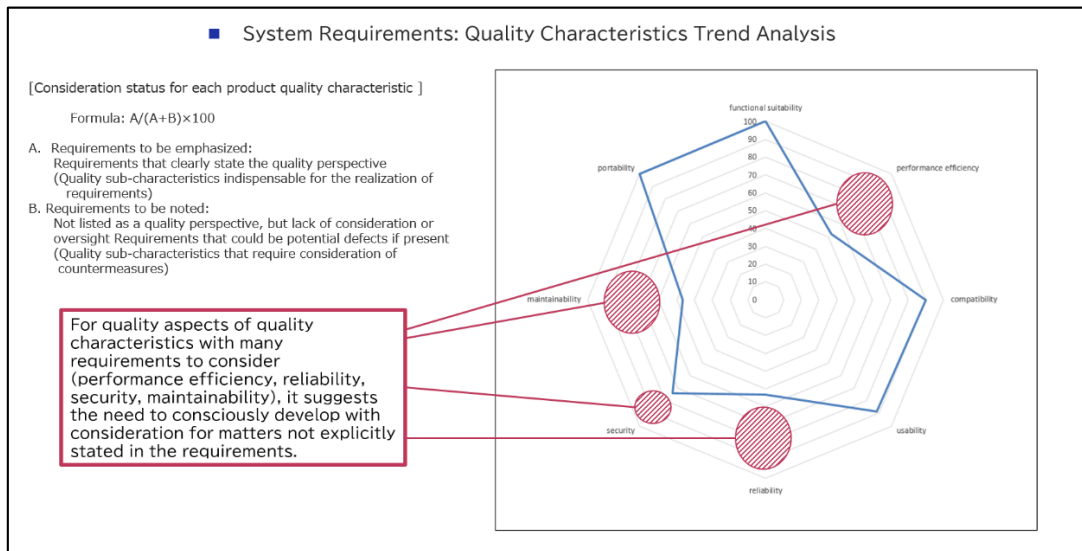 ■ System Requirements: Quality Characteristics Trend Analysis
[Consideration status for each product quality characteristic ]
Formula: A/(A+B)×100
A. Requirements to be emphasized:
Requirements that clearly state the quality perspective
(Quality sub-characteristics indispensable for the realization of
requirements)
B. Requirements to be noted:
Not listed as a quality perspective, but lack of consideration or
oversight Requirements that could be potential defects if present
(Quality sub-characteristics that require consideration of
countermeasures)
For quality aspects of quality
characteristics with many
requirements to consider
(performance efficiency, reliability,
security, maintainability), it suggests
the need to consciously develop with
consideration for matters not explicitly
stated in the requirements.
functional suitability
100
90
80
70
60
50
40
30
20
10
0
performance efficiency
compatibility
usability
reliability
security
maintainability
portability